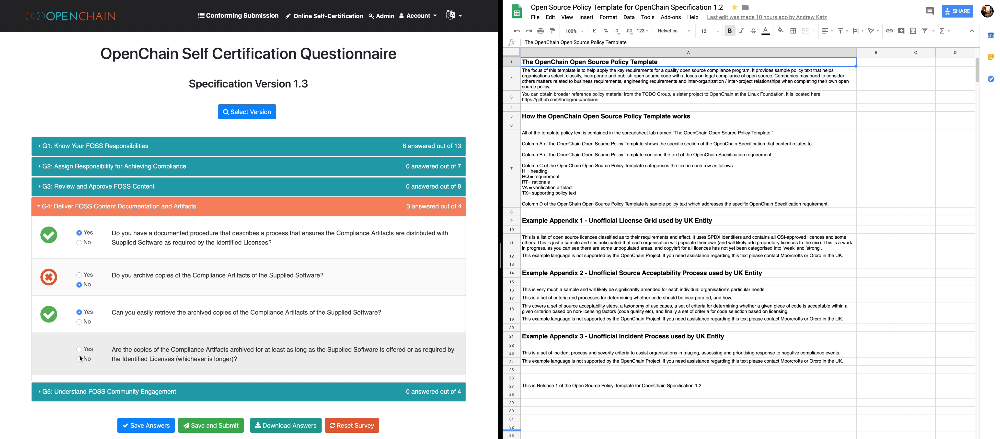 OPENCHAIN
Conforming Submission
Online Self-Certification
Admin
Account
OpenChain Self Certification Questionnaire
Specification Version 1.3
Select Version
G1: Know Your FOSS Responsibilities
8 answered out of 13
G2: Assign Responsibility for Achieving Compliance
0 answered out of 7
G3: Review and Approve FOSS Content
0 answered out of 8
G4: Deliver FOSS Content Documentation and Artifacts
3 answered out of 4
Yes
No
Do you have a documented procedure that describes a process that ensures the Compliance Artifacts are distributed with
Supplied Software as required by the Identified Licenses?
Yes
No
Do you archive copies of the Compliance Artifacts of the Supplied Software?
Yes
No
Can you easily retrieve the archived copies of the Compliance Artifacts of the Supplied Software?
Yes
No
Are the copies of the Compliance Artifacts archived for at least as long as the Supplied Software is offered or as required by
the Identified Licenses (whichever is longer)?
G5: Understand FOSS Community Engagement
0 answered out of 4
Save Answers
Save and Submit
Download Answers
Reset Survey
Open Source Policy Template for OpenChain Specification 1.2
SHARE
File Edit View Insert Format Data Tools Add-ons Help Last edit was made 10 hours ago by Andrew Katz
100% £ % .0 .00 123 Helvetica 12 B I S A
31
fx The OpenChain Open Source Policy Template
A B C D
1 The OpenChain Open Source Policy Template
The focus of this template is to help apply the key requirements for a quality open source compliance program. It provides sample policy text that helps
organisations select, classify, incorporate and publish open source code with a focus on legal compliance of open source. Companies may need to consider
2 others matters related to business requirements, engineering requirements and inter-organization / inter-project relationships when completing their own open
source policy.
You can obtain broader reference policy material from the TODO Group, a sister project to OpenChain at the Linux Foundation. It is located here:
3 https://github.com/todogroup/policies
4
5 How the OpenChain Open Source Policy Template works
6
All of the template policy text is contained in the spreadsheet tab named "The OpenChain Open Source Policy Template."
Column A of the OpenChain Open Source Policy Template shows the specific section of the OpenChain Specification that content relates to.
Column B of the OpenChain Open Source Policy Template contains the text of the OpenChain Specification requirement.
Column C of the OpenChain Open Source Policy Template categorises the text in each row as follows:
7 H = heading
RQ = requirement
RT= rationale
VA = verification artefact
TX= supporting policy text
Column D of the OpenChain Open Source Policy Template is sample policy text which addresses the specific OpenChain Specification requirement.
8
9 Example Appendix 1 - Unofficial License Grid used by UK Entity
10
This is a list of open source licences classified as to their requirements and effect. It uses SPDX identifiers and contains all OSI-approved licences and some
11 others. This is just a sample and it is anticipated that each organisation will populate their own (and will likely add proprietary licences to the mix). This is a work
in progress, as you can see there are some unpopulated areas, and copyleft for all licences has not yet been categorised into ‘weak’ and 'strong’.
12 This example language is not supported by the OpenChain Project. If you need assistance regarding this text please contact Moorcrofts or Orcro in the UK.
13
14 Example Appendix 2 - Unofficial Source Acceptability Process used by UK Entity
15
16 This is very much a sample and will likely be significantly amended for each individual organisation's particular needs.
17 This is a set of criteria and processes for determining whether code should be incorporated, and how.
This covers a set of source acceptability steps, a taxonomy of use cases, a set of criteria for determining whether a given piece of code is acceptable within a
18 given criterion based on non-licensing factors (code quality etc), and finally a set of criteria for code selection based on licensing.
19 This example language is not supported by the OpenChain Project. If you need assistance regarding this text please contact Moorcrofts or Orcro in the UK.
20
21 Example Appendix 3 - Unofficial Incident Process used by UK Entity
22
23 This is a set of incident process and severity criteria to assist organisations in triaging, assessing and prioritising response to negative compliance events.
24 This example language is not supported by the OpenChain Project. If you need assistance regarding this text please contact Moorcrofts or Orcro in the UK.
25
26
27 This is Release 1 of the Open Source Policy Template for OpenChain Specification 1.2
28
29
30
31
32
33